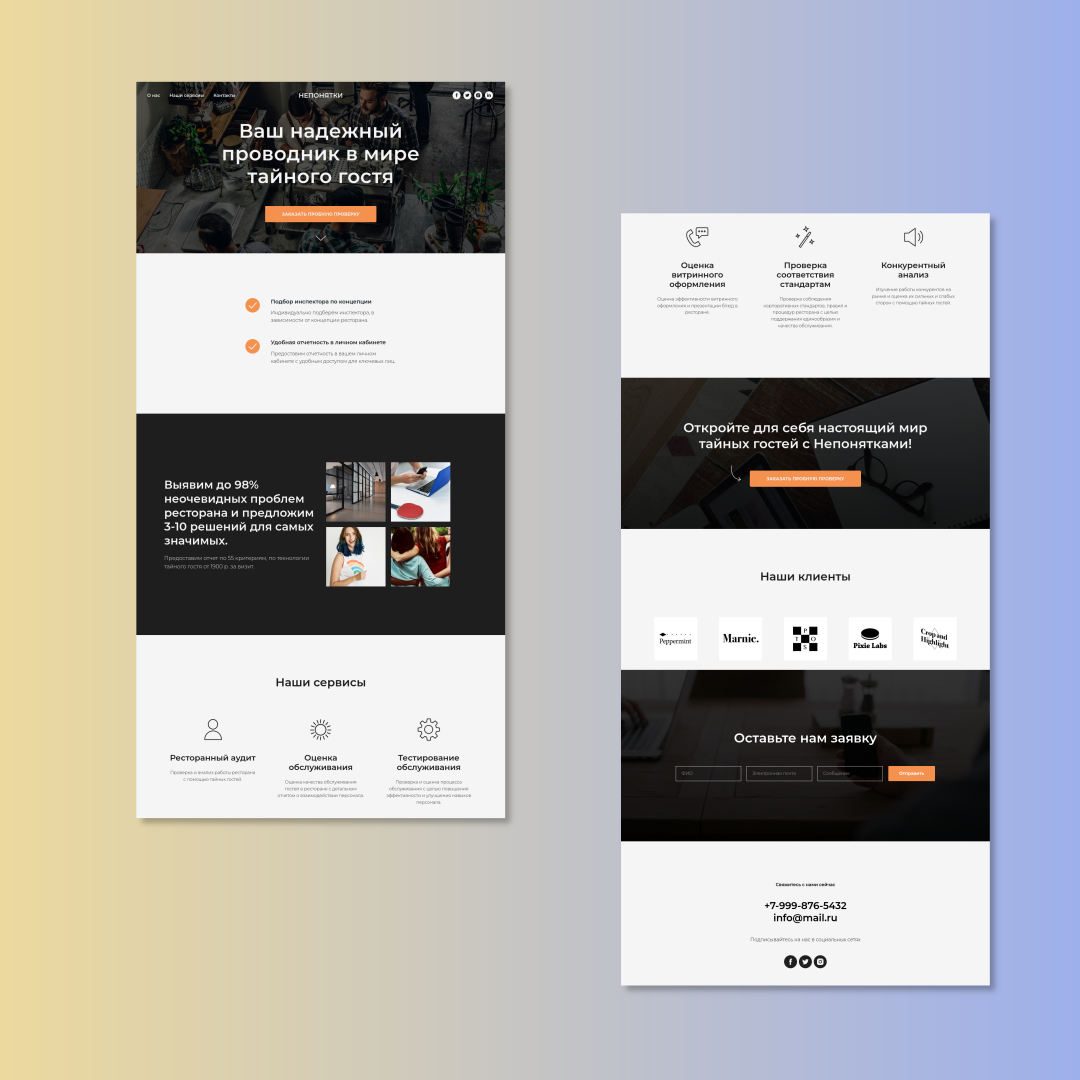 О нас Наши сервисы Контакты НЕПОНЯТКИ
Ваш надежный
проводник в мире
тайного гостя
ЗАКАЗАТЬ ПРОБНУЮ ПРОВЕРКУ
Подбор инспектора по концепции
Индивидуально подберём инспектора, в
зависимости от концепции ресторана.
Удобная отчетность в личном кабинете
Предоставим отчетность в вашем личном
кабинете с удобным доступом для ключевых лиц.
Выявим до 98%
неочевидных проблем
ресторана и предложим
3-10 решений для самых
значимых.
Предоставим отчет по 55 критериям, по технологии
тайного гостя от 1900 р. за визит.
Наши сервисы
Ресторанный аудит
Проверка и анализ работы ресторана
с помощью тайных гостей.
Оценка
обслуживания
Оценка качества обслуживания
гостей в ресторане с детальным
отчетом о взаимодействии персонала.
Тестирование
обслуживания
Проверка и оценка процесса
обслуживания с целью повышения
эффективности и улучшения навыков
персонала.
Оценка
витринного
оформления
Оценка эффективности витринного
оформления и презентации блюд в
ресторане.
Проверка
соответствия
стандартам
Проверка соблюдения
корпоративных стандартов, правил и
процедур ресторана с целью
поддержания единообразия и
качества обслуживания.
Конкурентный
анализ
Изучение работы конкурентов на
рынке и оценка их сильных и слабых
сторон с помощью тайных гостей.
Откройте для себя настоящий мир
тайных гостей с Непонятками!
ЗАКАЗАТЬ ПРОБНУЮ ПРОВЕРКУ
Наши клиенты
Peppermint
Marnic.
P
T O
S
Pixie Labs
Crop and
Highlight
Оставьте нам заявку
ФИО Электронная почта Сообщение Отправить
Свяжитесь с нами сейчас
+7-999-876-5432
info@mail.ru
Подписывайтесь на нас в социальных сетях